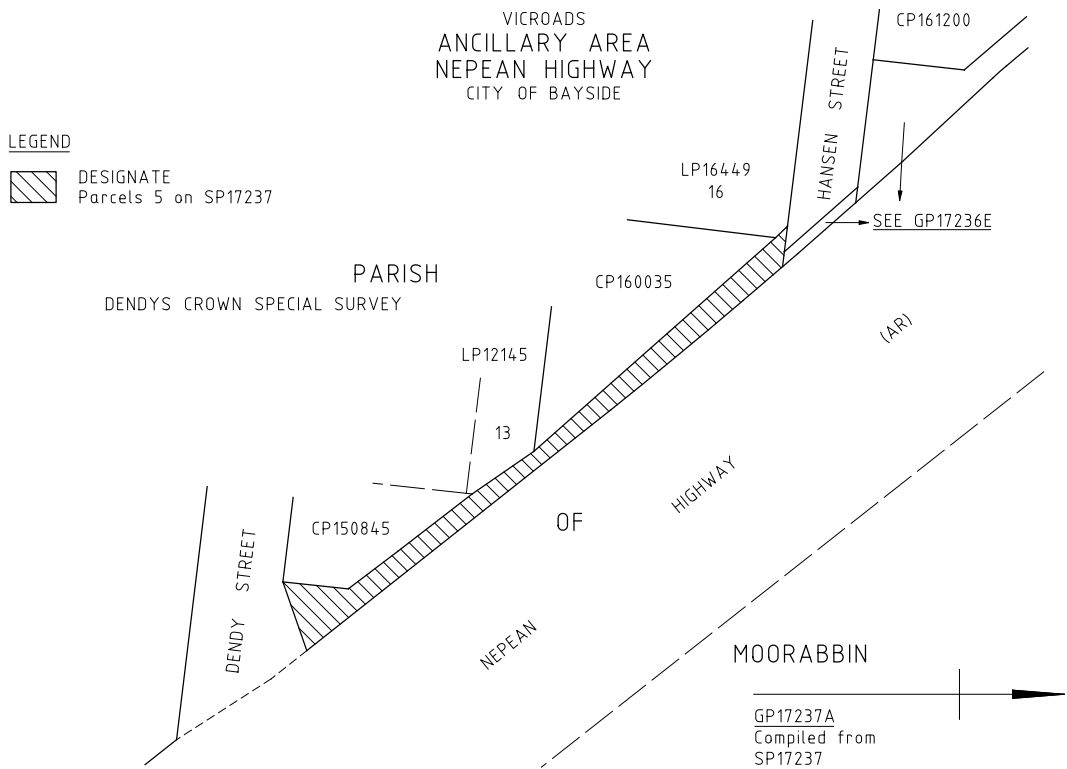 VICROADS
ANCILLARY AREA
NEPEAN HIGHWAY
CITY OF BAYSIDE
CP161200
LEGEND
DESIGNATE
Parcels 5 on SP17237
HANSEN STREET
LP16449
16
SEE GP17236E
PARISH
DENDYS CROWN SPECIAL SURVEY
CP160035
(AR)
LP12145
13
HIGHWAY
OF
CP150845
DENDY STREET
NEPEAN
MOORABBIN
GP17237A
Compiled from
SP17237